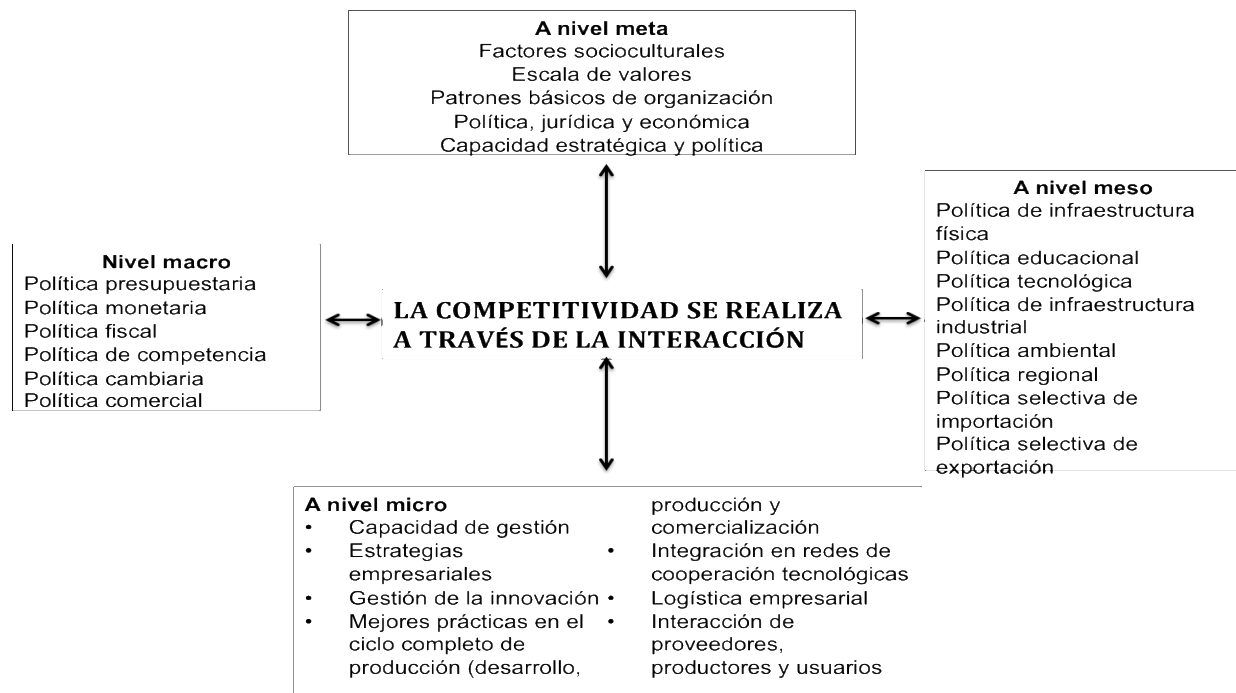 A nivel meta
Factores socioculturales
Escala de valores
Patrones básicos de organización
Política, jurídica y económica
Capacidad estratégica y política
Nivel macro
Política presupuestaria
Política monetaria
Política fiscal
Política de competencia
Política cambiaria
Política comercial
LA COMPETITIVIDAD SE REALIZA
A TRAVÉS DE LA INTERACCIÓN
A nivel meso
Política de infraestructura
física
Política educacional
Política tecnológica
Política de infraestructura
industrial
Política ambiental
Política regional
Política selectiva de
importación
Política selectiva de
exportación
A nivel micro
• Capacidad de gestión
• Estrategias
empresariales
• Gestión de la innovación
• Mejores prácticas en el
ciclo completo de
producción (desarrollo,
producción y
comercialización
• Integración en redes de
cooperación tecnológicas
• Logística empresarial
• Interacción de
proveedores,
productores y usuarios